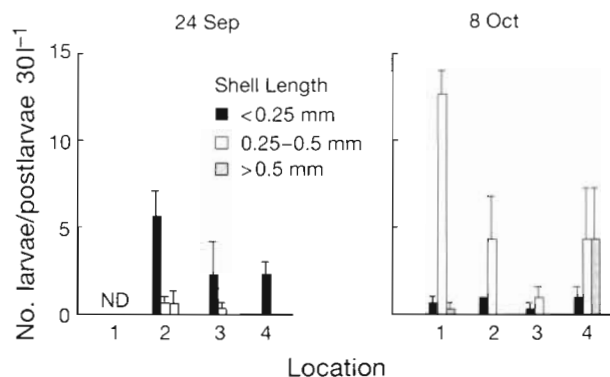 24 Sep
8 Oct
No. larvae/postlarvae 30 l⁻¹
15
10
5
0
Shell Length
<0.25 mm
0.25–0.5 mm
>0.5 mm
ND
1 2 3 4
1 2 3 4
Location